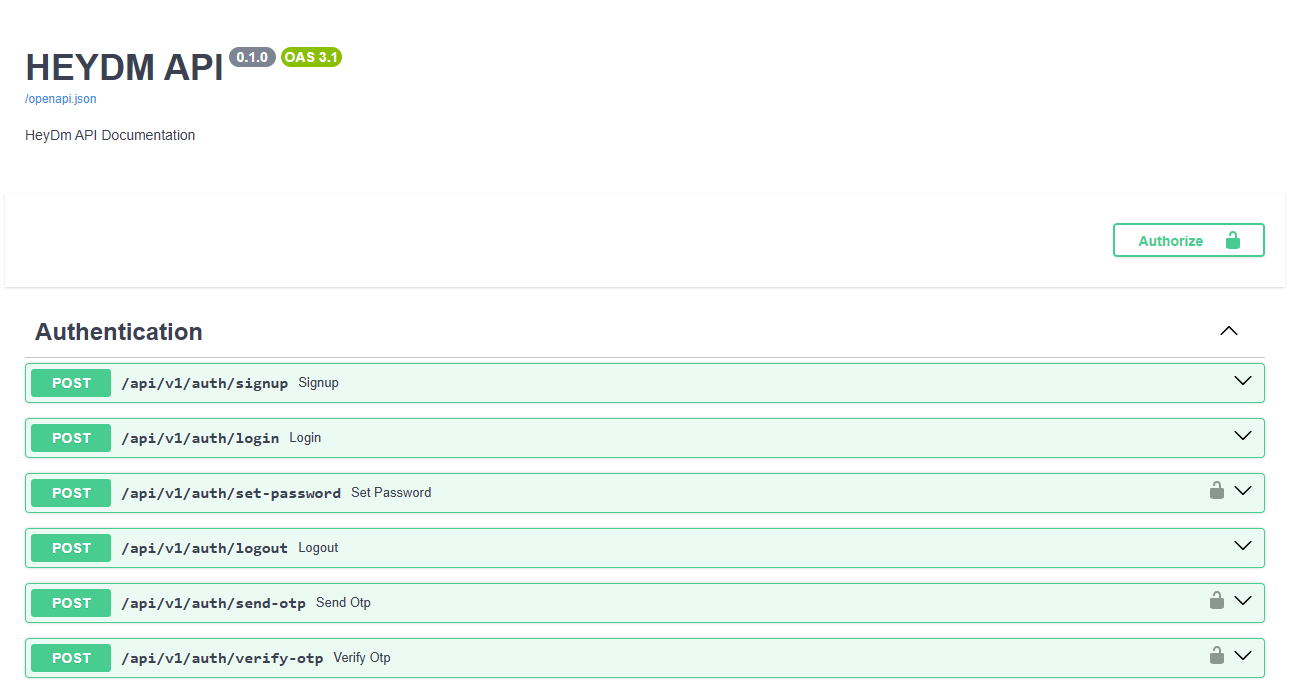 HEYDM API 0.1.0 OAS 3.1
/openapi.json
HeyDm API Documentation
Authorize
Authentication
POST /api/v1/auth/signup Signup
POST /api/v1/auth/login Login
POST /api/v1/auth/set-password Set Password
POST /api/v1/auth/logout Logout
POST /api/v1/auth/send-otp Send Otp
POST /api/v1/auth/verify-otp Verify Otp